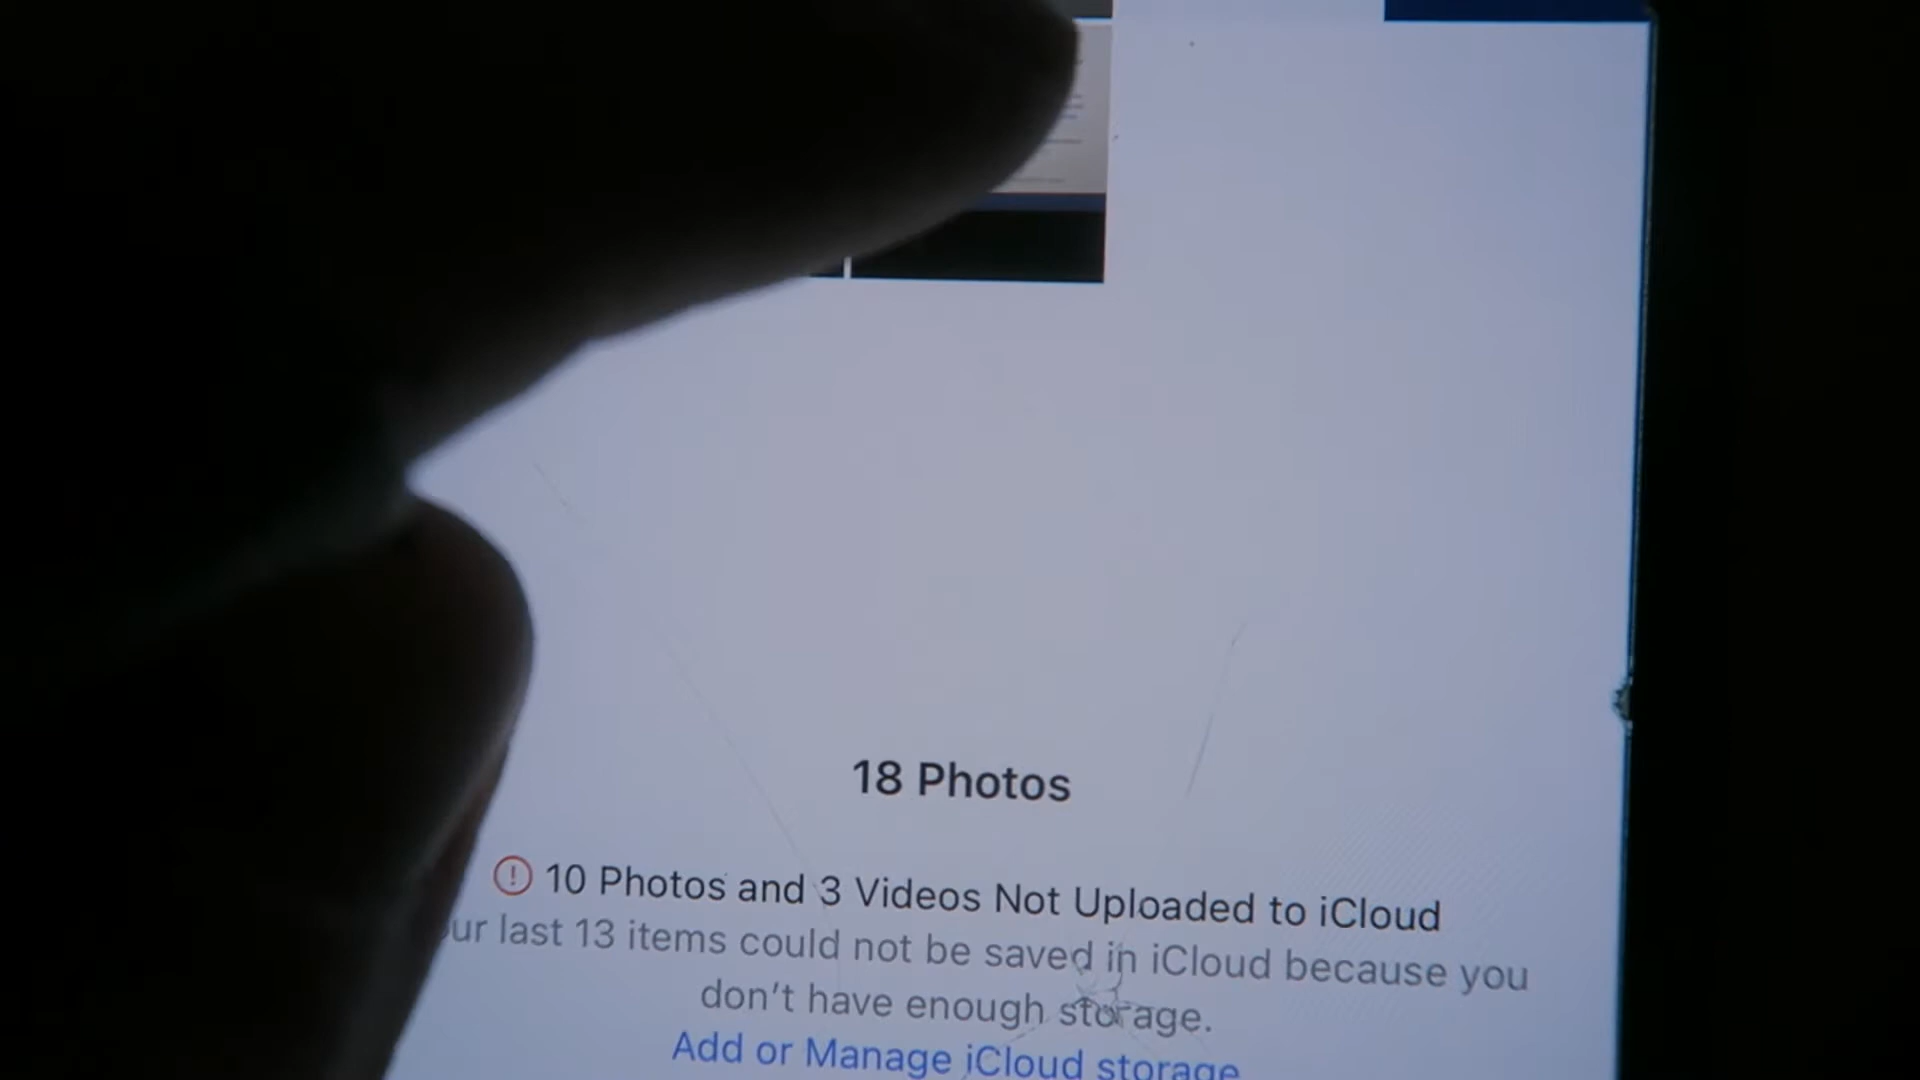 18 Photos
10 Photos and 3 Videos Not Uploaded to iCloud
ur last 13 items could not be saved in iCloud because you
don't have enough storage.
Add or Manage iCloud storage